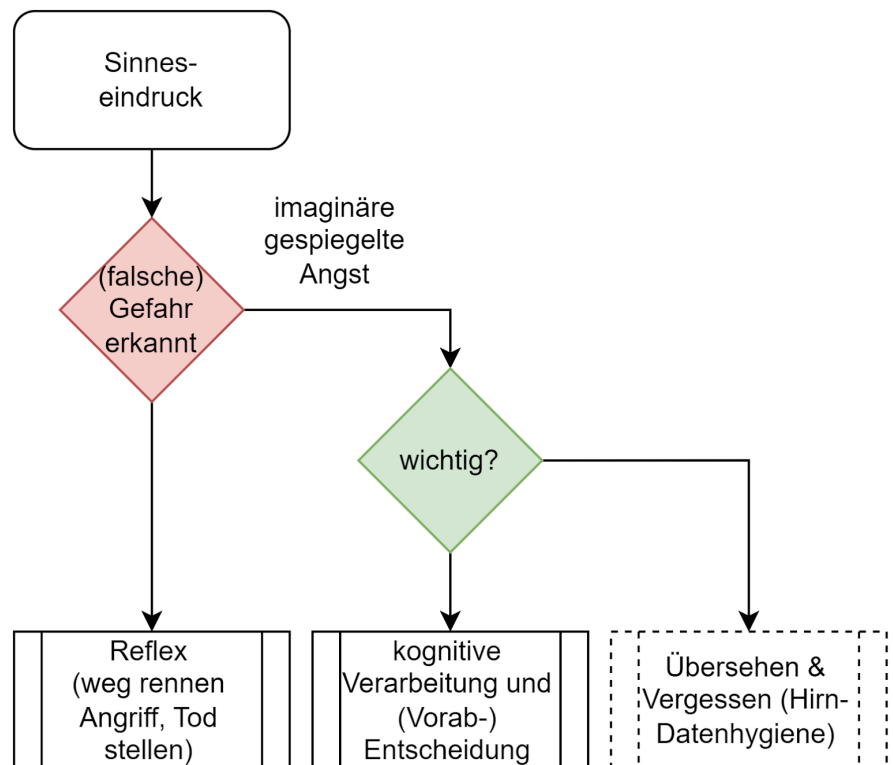 Sinnes-
eindruck
imaginäre
gespiegelte
Angst
(falsche)
Gefahr
erkannt
wichtig?
Reflex
(weg rennen
Angriff, Tod
stellen)
kognitive
Verarbeitung und
(Vorab-)
Entscheidung
Übersehen &
Vergessen (Hirn-
Datenhygiene)